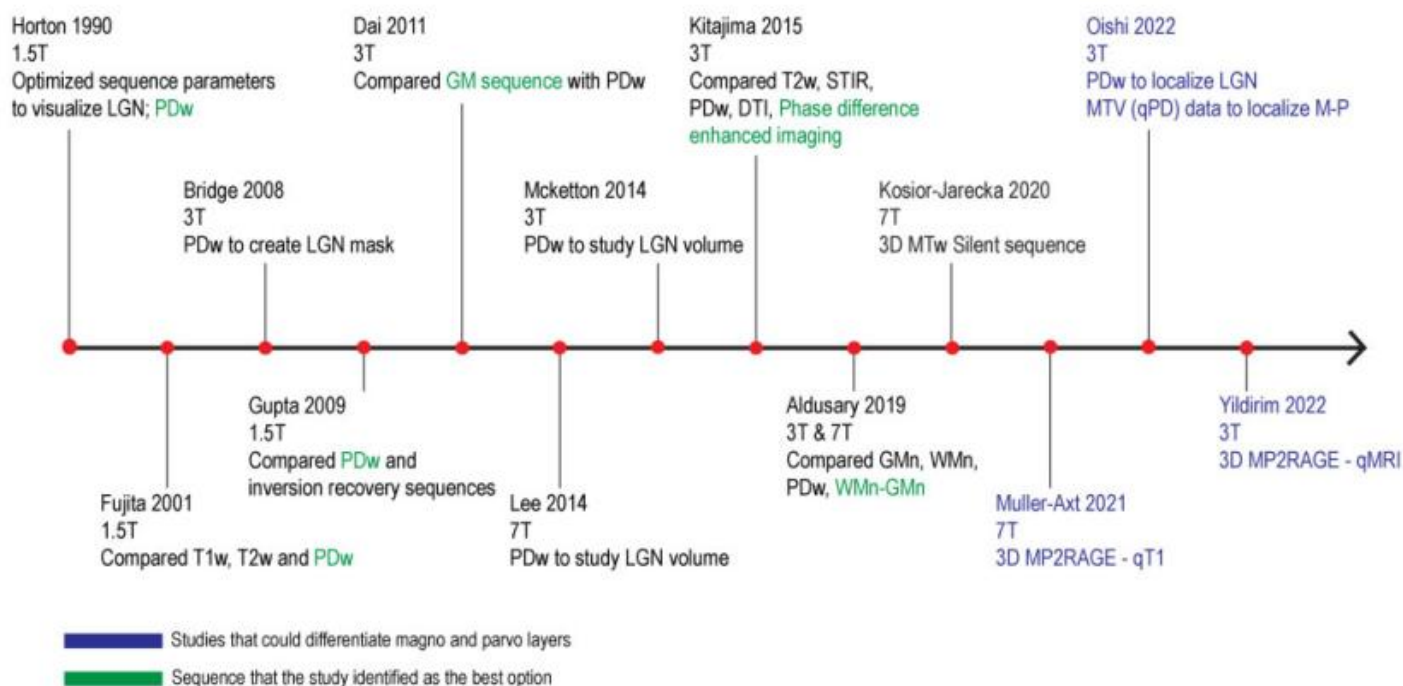 Horton 1990
1.5T
Optimized sequence parameters
to visualize LGN; PDw
Dai 2011
3T
Compared GM sequence with PDw
Kitajima 2015
3T
Compared T2w, STIR,
PDw, DTI, Phase difference
enhanced imaging
Oishi 2022
3T
PDw to localize LGN
MTV (qPD) data to localize M-P
Bridge 2008
3T
PDw to create LGN mask
Mcketton 2014
3T
PDw to study LGN volume
Kosior-Jarecka 2020
7T
3D MTw Silent sequence
Fujita 2001
1.5T
Compared T1w, T2w and PDw
Gupta 2009
1.5T
Compared PDw and
inversion recovery sequences
Lee 2014
7T
PDw to study LGN volume
Aldusary 2019
3T & 7T
Compared GMn, WMn,
PDw, WMn-GMn
Muller-Axt 2021
7T
3D MP2RAGE - qT1
Yildirim 2022
3T
3D MP2RAGE - qMRI
Studies that could differentiate magno and parvo layers
Sequence that the study identified as the best option